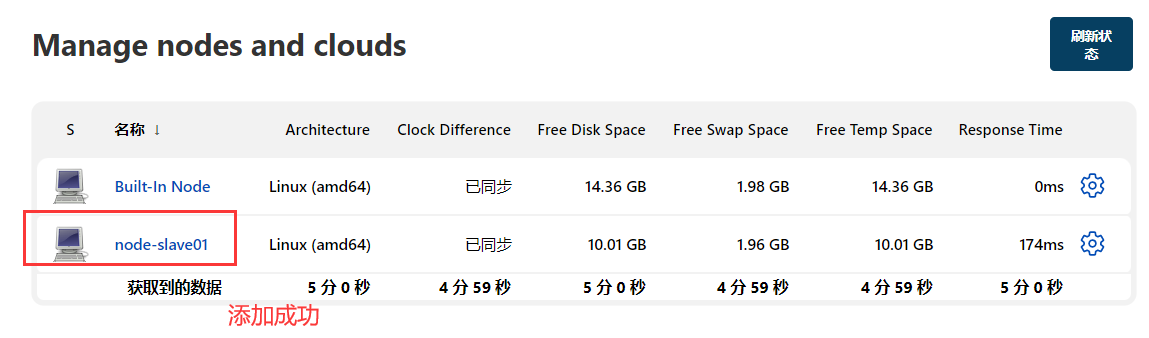 Manage nodes and clouds
刷新状
态
S 名称 ↓ Architecture Clock Difference Free Disk Space Free Swap Space Free Temp Space Response Time
Built-In Node Linux (amd64) 已同步 14.36 GB 1.98 GB 14.36 GB 0ms
node-slave01 Linux (amd64) 已同步 10.01 GB 1.96 GB 10.01 GB 174ms
获取到的数据 5 分 0 秒 4 分 59 秒 5 分 0 秒 4 分 59 秒 4 分 59 秒 5 分 0 秒
添加成功